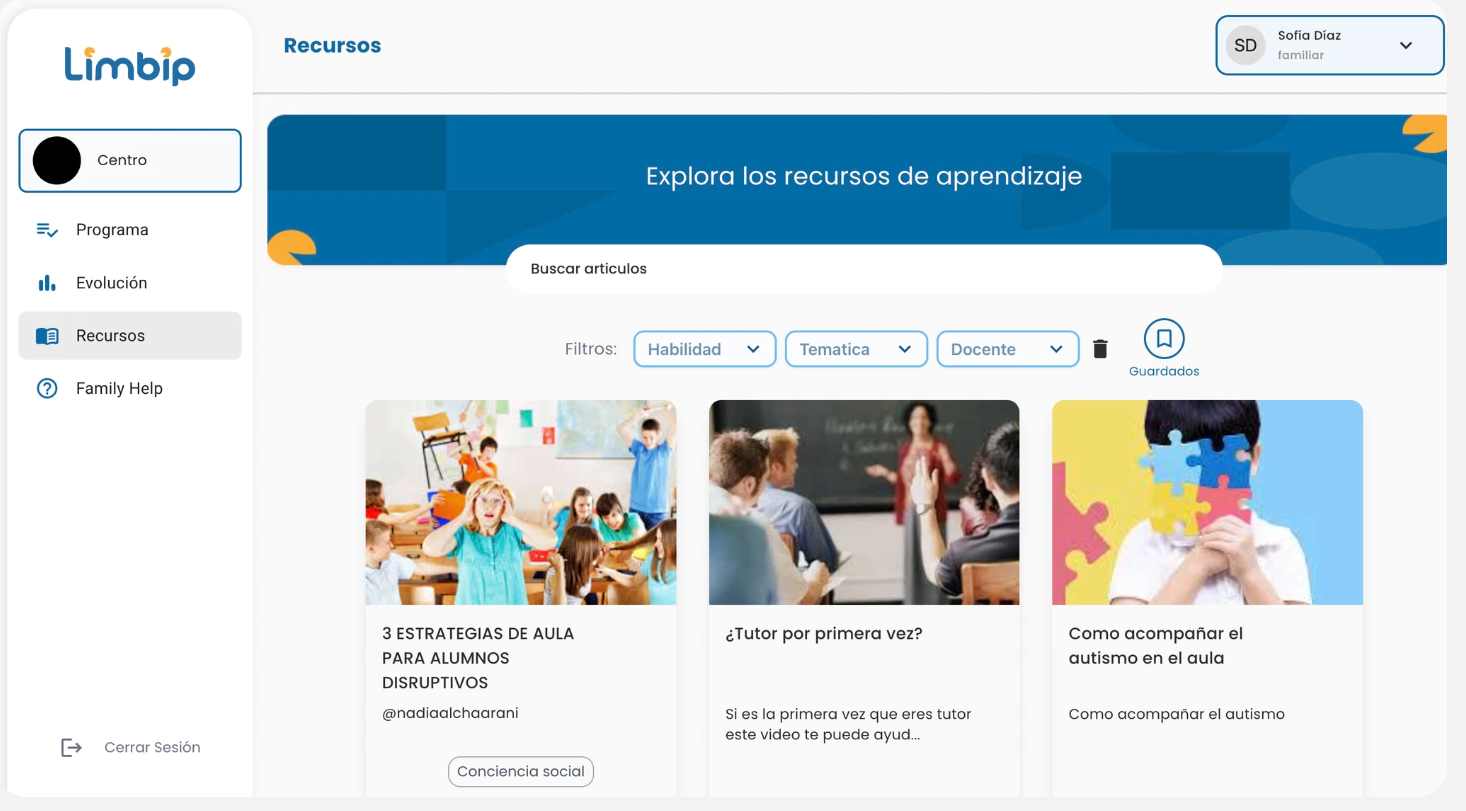 Limbip
Recursos
SD
Sofía Díaz
familiar
Centro
Programa
Evolución
Recursos
Family Help
Cerrar Sesión
Explora los recursos de aprendizaje
Buscar articulos
Filtros:
Habilidad
Tematica
Docente
Guardados
3 ESTRATEGIAS DE AULA
PARA ALUMNOS
DISRUPTIVOS
@nadiaalchaarani
Conciencia social
¿Tutor por primera vez?
Si es la primera vez que eres tutor
este video te puede ayud...
Como acompañar el
autismo en el aula
Como acompañar el autismo